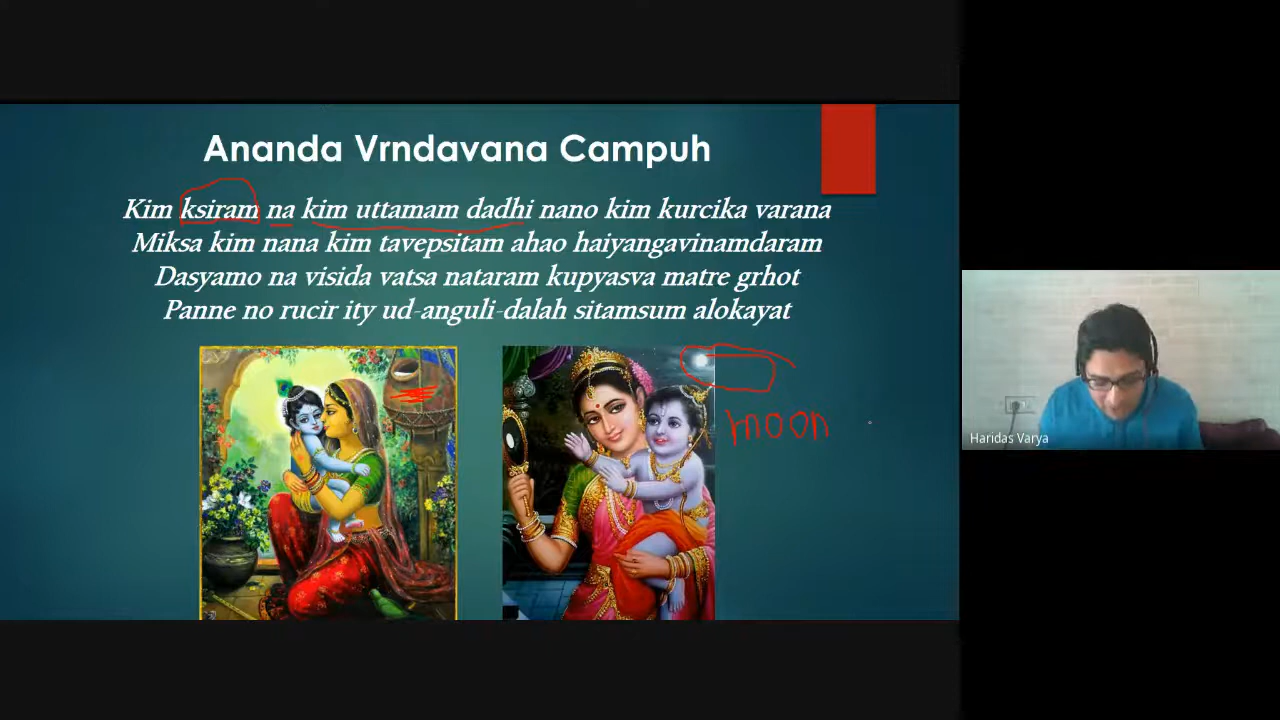 Ananda Vrndavana Campuh
Kim ksiram na kim uttamam dadhi nano kim kurcika varana
Miksa kim nana kim tavepsitam ahao haiyangavinamdaram
Dasyamo na visida vatsa nataram kupyasva matre grhot
Panne no rucir ity ud-anguli-dalah sitamsum alokayat
moon
Haridas Varya